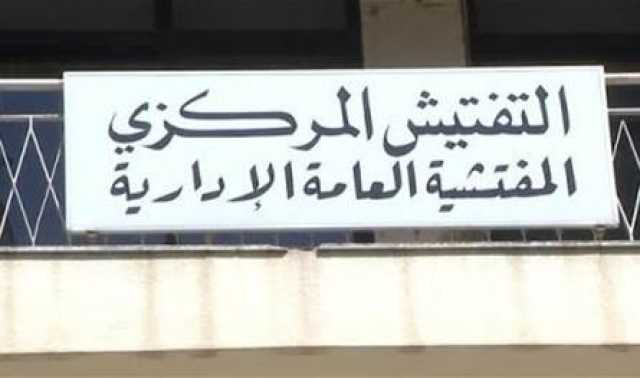 التفتيش المركزي
المفتشية العامة الإدارية